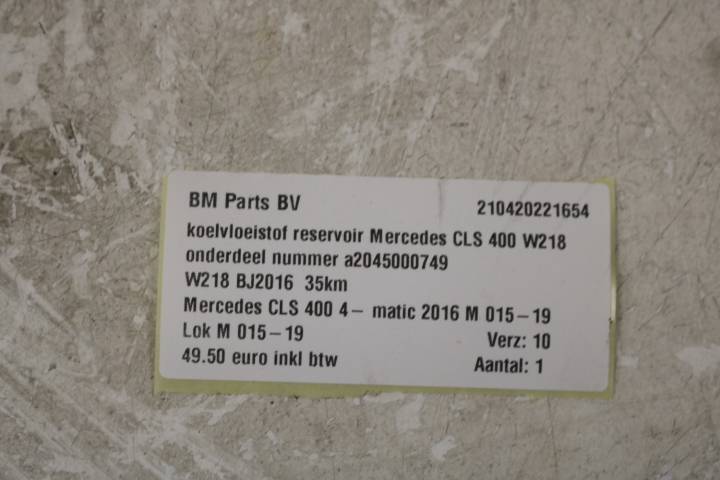 BM Parts BV 210420221654
koelvloeistof reservoir Mercedes CLS 400 W218
onderdeel nummer a2045000749
W218 BJ2016 35km
Mercedes CLS 400 4- matic 2016 M 015-19
Lok M 015-19 Verz: 10
49.50 euro inkl btw Aantal: 1